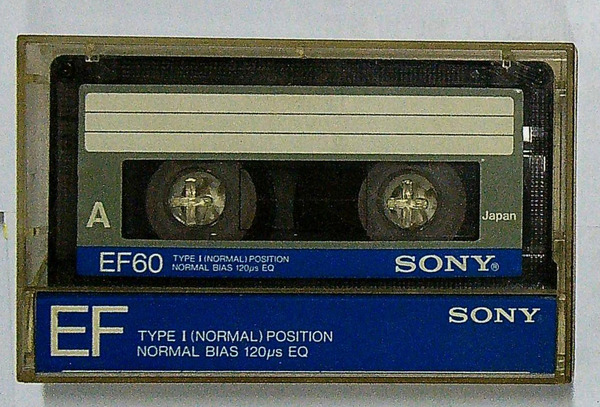 A
Japan
EF60 TYPE I (NORMAL) POSITION
NORMAL BIAS 120µs EQ
SONY®
SONY
EF TYPE I (NORMAL) POSITION
NORMAL BIAS 120µs EQ